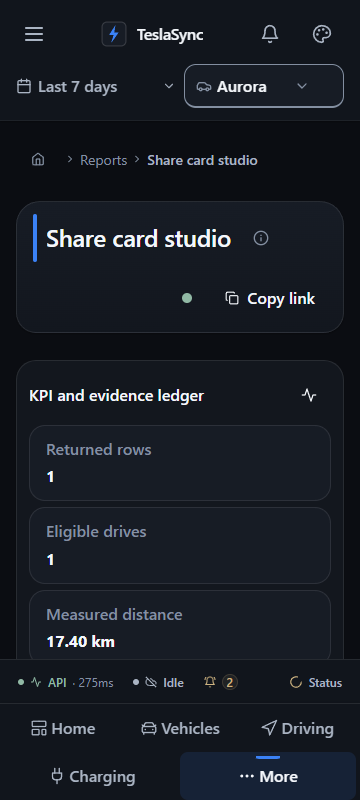 TeslaSync
Last 7 days
Aurora
Reports
Share card studio
Share card studio
Copy link
KPI and evidence ledger
Returned rows
1
Eligible drives
1
Measured distance
17.40 km
API · 275ms
Idle
2
Status
Home
Vehicles
Driving
Charging
More